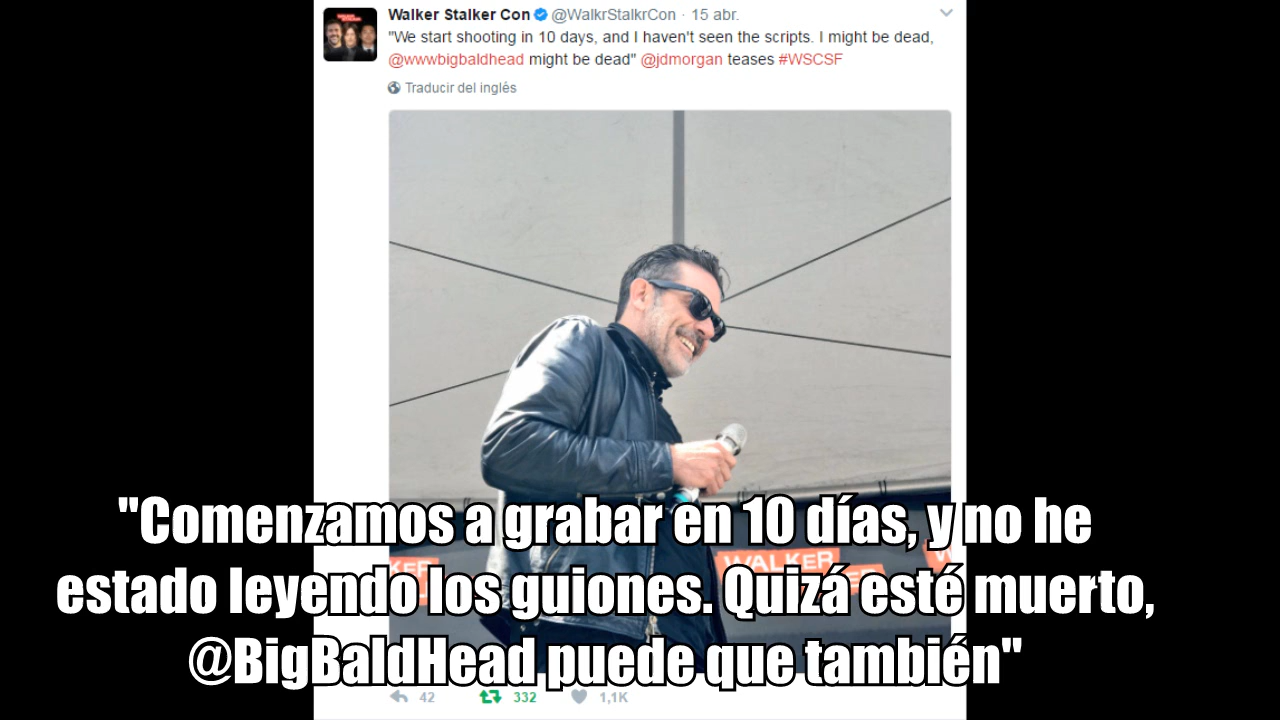 Walker Stalker Con @WalkrStalkrCon · 15 abr.
"We start shooting in 10 days, and I haven't seen the scripts. I might be dead,
@wwwbigbaldhead might be dead" @jdmorgan teases #WSCSF
Traducir del inglés
WALKER
"Comenzamos a grabar en 10 días, y no he
estado leyendo los guiones. Quizá esté muerto,
@BigBaldHead puede que también"
42 332 1,1K